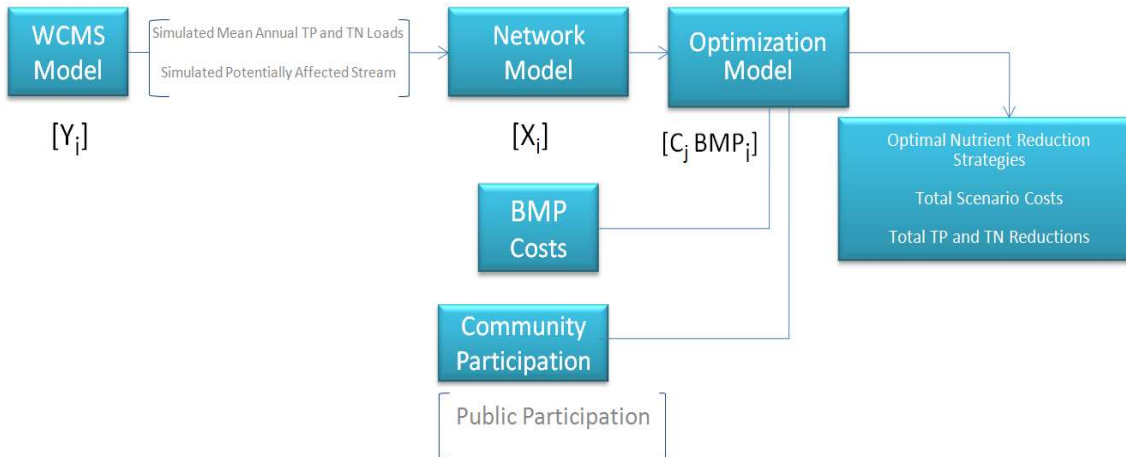 WCMS
Model
Simulated Mean Annual TP and TN Loads
Simulated Potentially Affected Stream
Network
Model
Optimization
Model
[Yi]
[Xi]
[Cj BMPi]
Optimal Nutrient Reduction
Strategies
Total Scenario Costs
Total TP and TN Reductions
BMP
Costs
Community
Participation
Public Participation